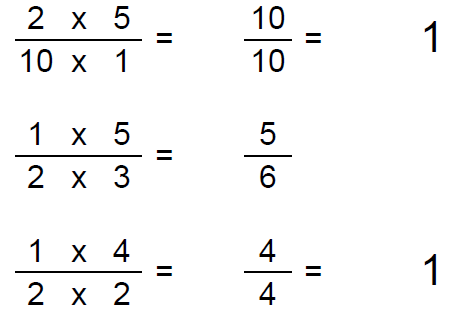 2 x 5 10
= =  1
10 x 1 10
1 x 5 5
=
2 x 3 6
1 x 4 4
= = 1
2 x 2 4